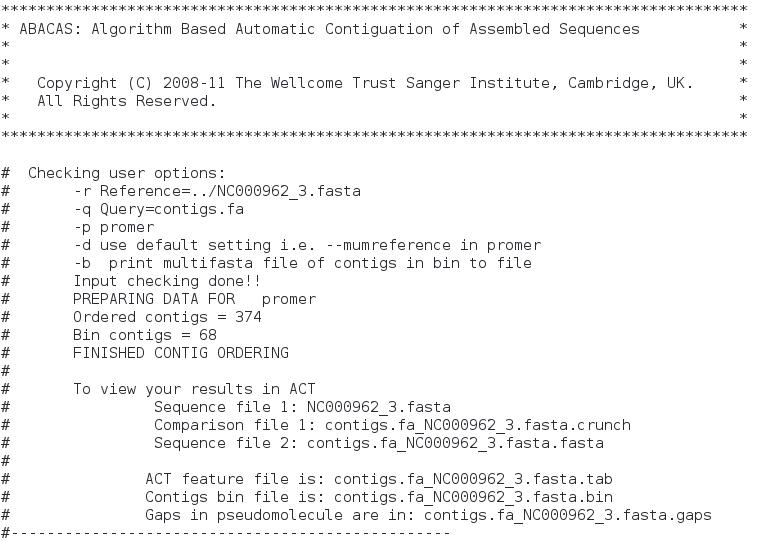 ***********************************************************************************
* ABACAS: Algorithm Based Automatic Contiguation of Assembled Sequences           *
*                                                                                 *
*                                                                                 *
*   Copyright (C) 2008-11 The Wellcome Trust Sanger Institute, Cambridge, UK.     *
*   All Rights Reserved.                                                          *
*                                                                                 *
***********************************************************************************

#  Checking user options:
#       -r Reference=../NC000962_3.fasta
#       -q Query=contigs.fa
#       -p promer
#       -d use default setting i.e. --mumreference in promer
#       -b  print multifasta file of contigs in bin to file
#       Input checking done!!
#       PREPARING DATA FOR   promer
#       Ordered contigs = 374
#       Bin contigs = 68
#       FINISHED CONTIG ORDERING
#
#       To view your results in ACT
#                Sequence file 1: NC000962_3.fasta
#                Comparison file 1: contigs.fa_NC000962_3.fasta.crunch
#                Sequence file 2: contigs.fa_NC000962_3.fasta.fasta
#
#               ACT feature file is: contigs.fa_NC000962_3.fasta.tab
#               Contigs bin file is: contigs.fa_NC000962_3.fasta.bin
#               Gaps in pseudomolecule are in: contigs.fa_NC000962_3.fasta.gaps
#-------------------------------------------------